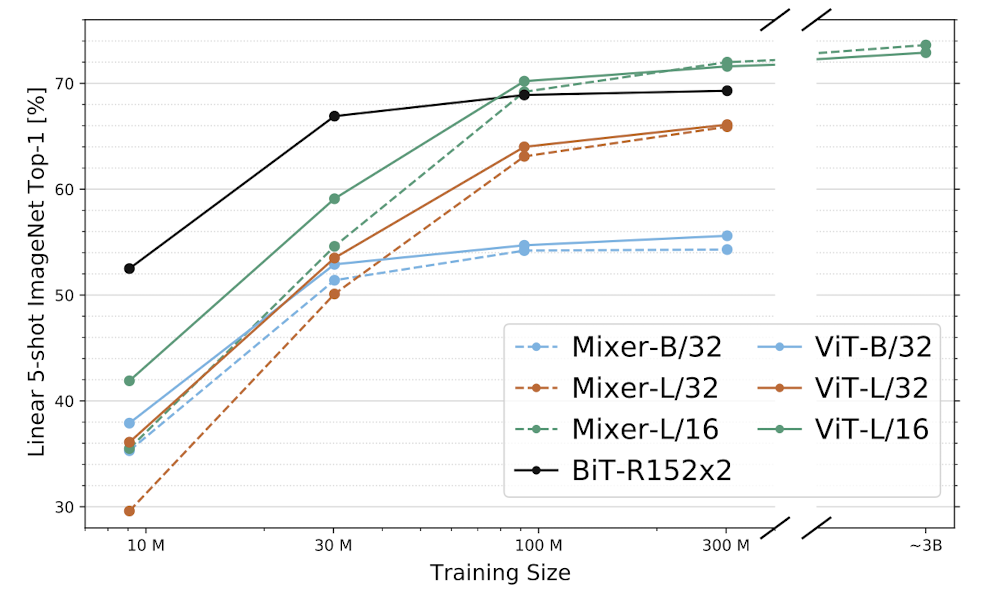 70
60
50
40
30
Linear 5-shot ImageNet Top-1 [%]
Mixer-B/32
ViT-B/32
Mixer-L/32
ViT-L/32
Mixer-L/16
ViT-L/16
BiT-R152x2
10 M
30 M
100 M
300 M
~3B
Training Size